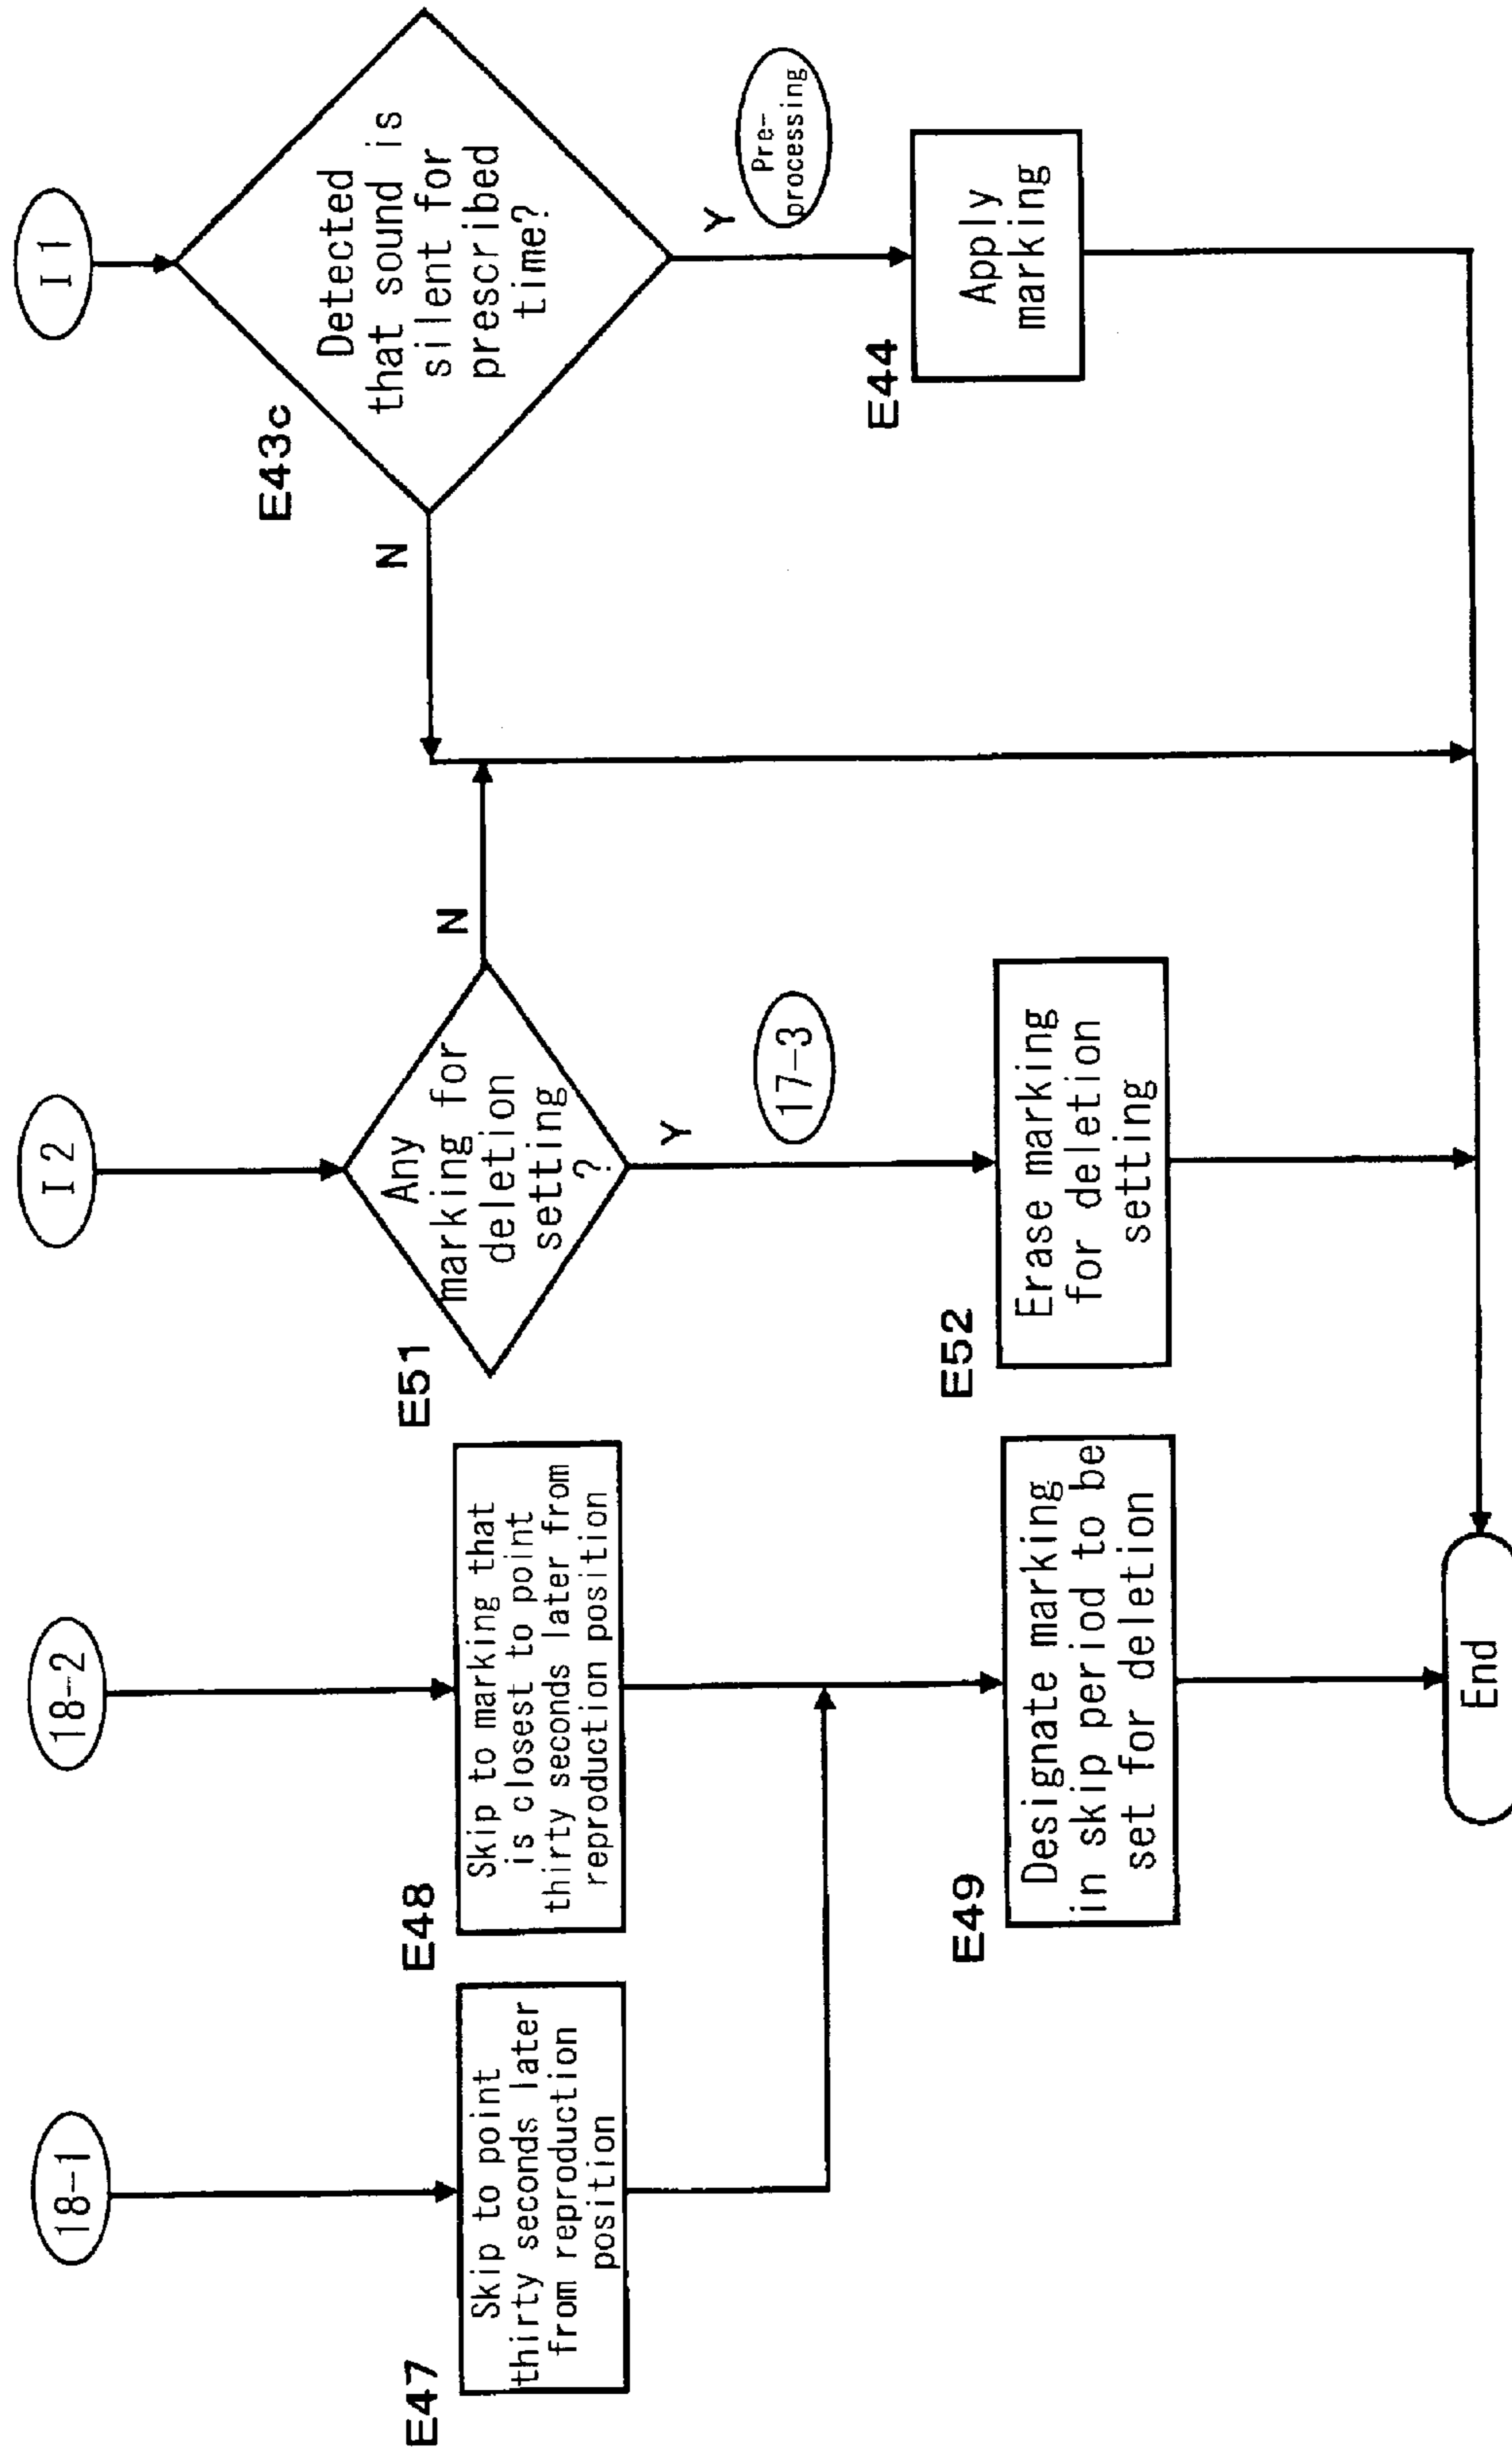 18-1
18-2
I 2
I 1
E47
Skip to point
thirty seconds later
from reproduction
position
E48
Skip to marking that
is closest to point
thirty seconds later from
reproduction position
E51
Any
marking for
deletion
setting
?
N
Y
17-3
E43c
Detected
that sound is
silent for
prescribed
time?
N
Y
Pre-
processing
E49
Designate marking
in skip period to be
set for deletion
E52
Erase marking
for deletion
setting
E44
Apply
marking
End